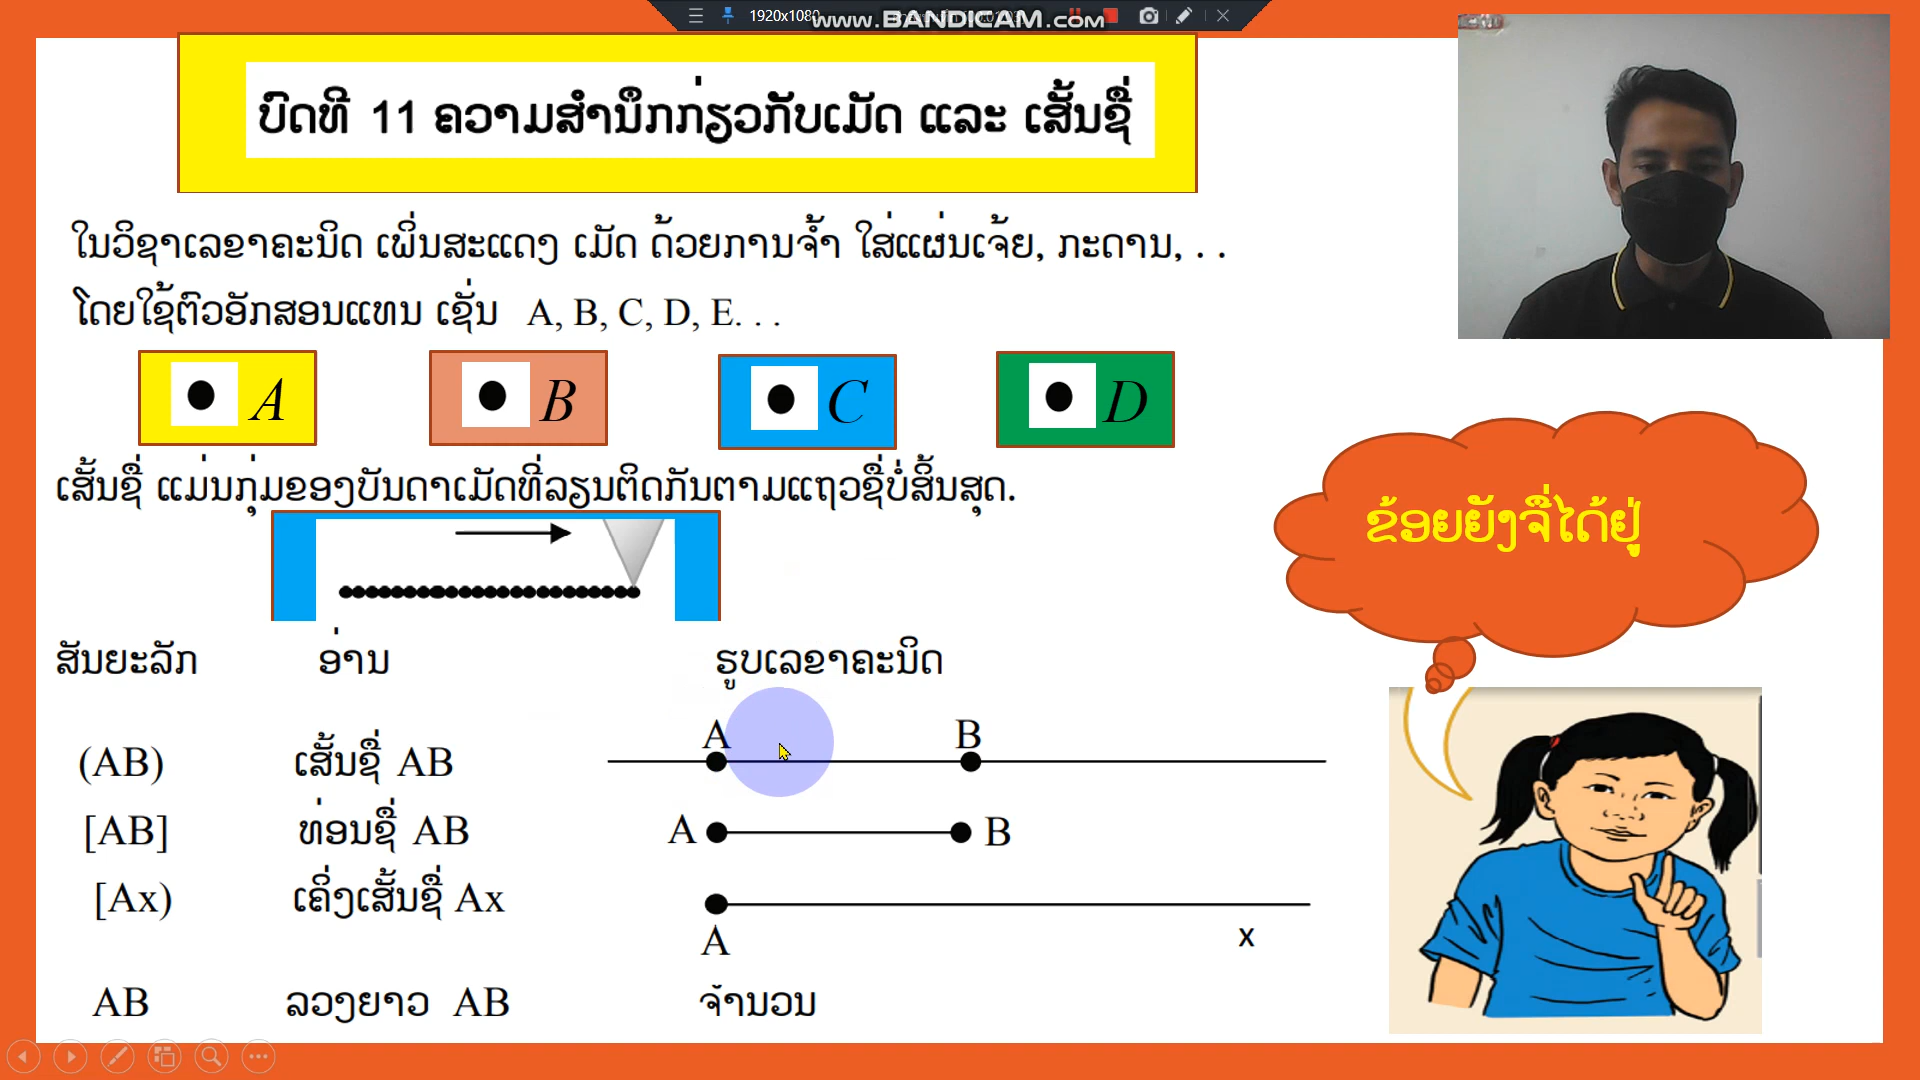 1920x1080
www.BANDICAM.com
ບົດທີ 11 ຄວາມສຳນຶກກ່ຽວກັບເມັດ ແລະ ເສັ້ນຊື່
ໃນວິຊາເລຂາຄະນິດ ເພິ່ນສະແດງ ເມັດ ດ້ວຍການຈ້ຳ ໃສ່ແຜ່ນເຈ້ຍ, ກະດານ, . .
ໂດຍໃຊ້ຕົວອັກສອນແທນ ເຊັ່ນ A, B, C, D, E. . .
A B C D
ເສັ້ນຊື່ ແມ່ນກຸ່ມຂອງບັນດາເມັດທີ່ລຽນຕິດກັນຕາມແຖວຊື່ບໍ່ສິ້ນສຸດ.
ຂ້ອຍຍັງຈື່ໄດ້ຢູ່
ສັນຍະລັກ ອ່ານ ຮູບເລຂາຄະນິດ
A B
(AB) ເສັ້ນຊື່ AB
[AB] ທ່ອນຊື່ AB A B
[Ax) ເຄິ່ງເສັ້ນຊື່ Ax
A x
AB ລວງຍາວ AB ຈຳນວນ